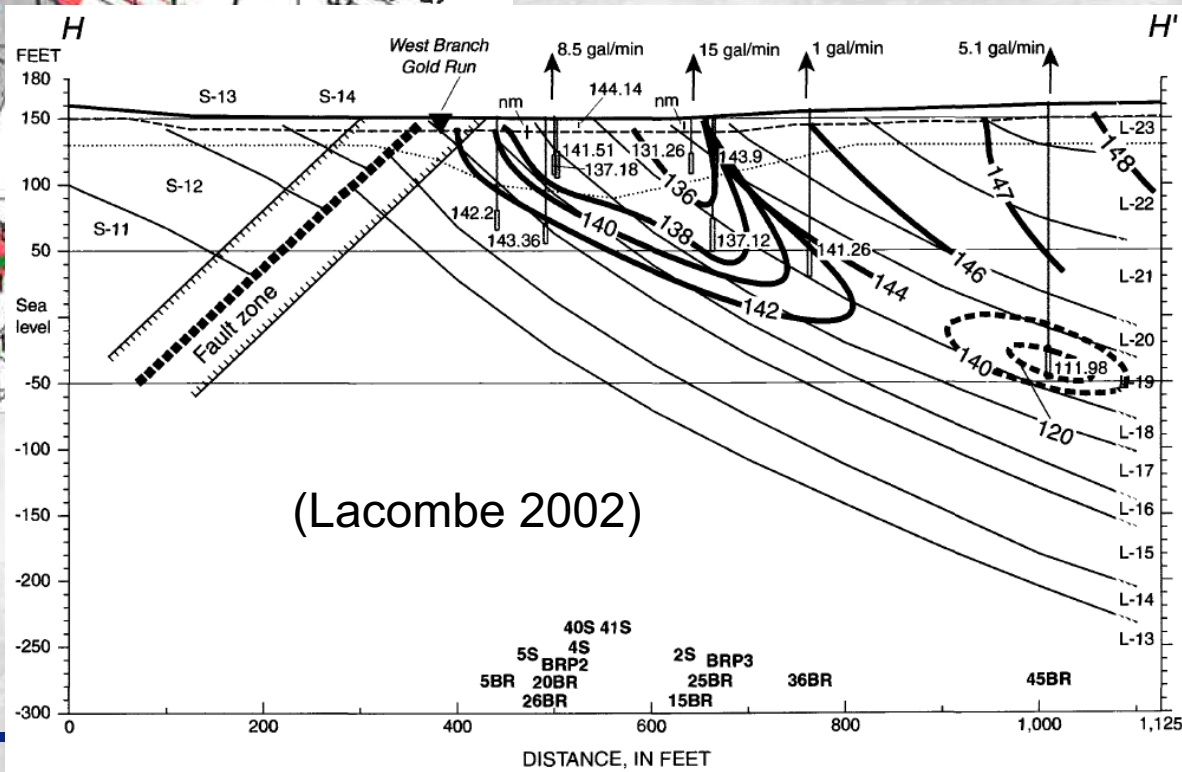 H
H'
FEET
West Branch
Gold Run
8.5 gal/min
15 gal/min
1 gal/min
5.1 gal/min
180
150
100
50
Sea
level
-50
-100
-150
-200
-250
-300
S-13
S-14
S-12
S-11
nm
144.14
nm
141.51
137.18
131.26
143.9
136
142.2
143.36
140
138
137.12
141.26
142
144
146
147
148
140
111.98
120
Fault zone
L-23
L-22
L-21
L-20
L-19
L-18
L-17
L-16
L-15
L-14
L-13
(Lacombe 2002)
40S 41S
5S
4S
2S
BRP2
BRP3
5BR
20BR
25BR
36BR
45BR
26BR
15BR
0
200
400
600
800
1,000
1,125
DISTANCE, IN FEET